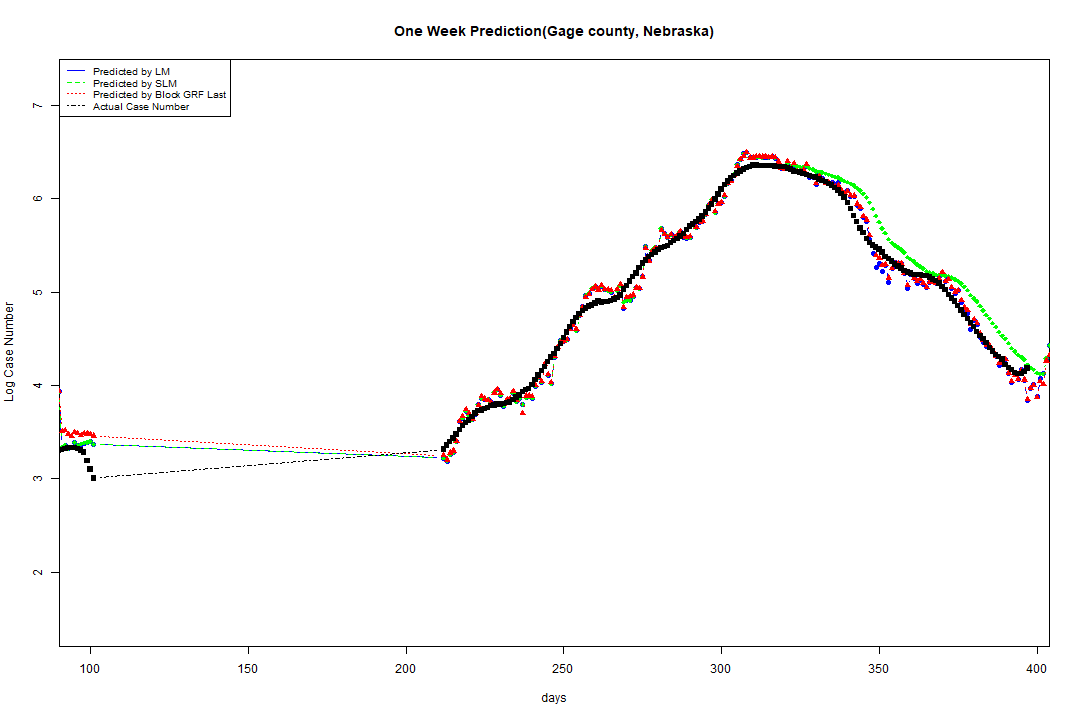 One Week Prediction(Gage county, Nebraska)
Predicted by LM
Predicted by SLM
Predicted by Block GRF Last
Actual Case Number
7
6
5
4
3
2
Log Case Number
100 150 200 250 300 350 400
days